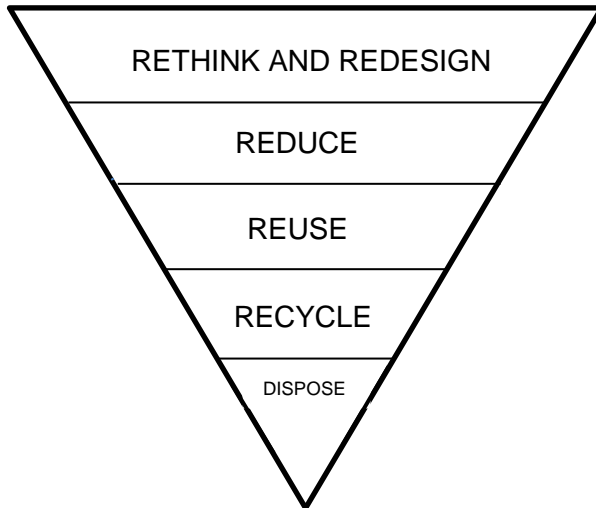 RETHINK AND REDESIGN
REDUCE
REUSE
RECYCLE
DISPOSE